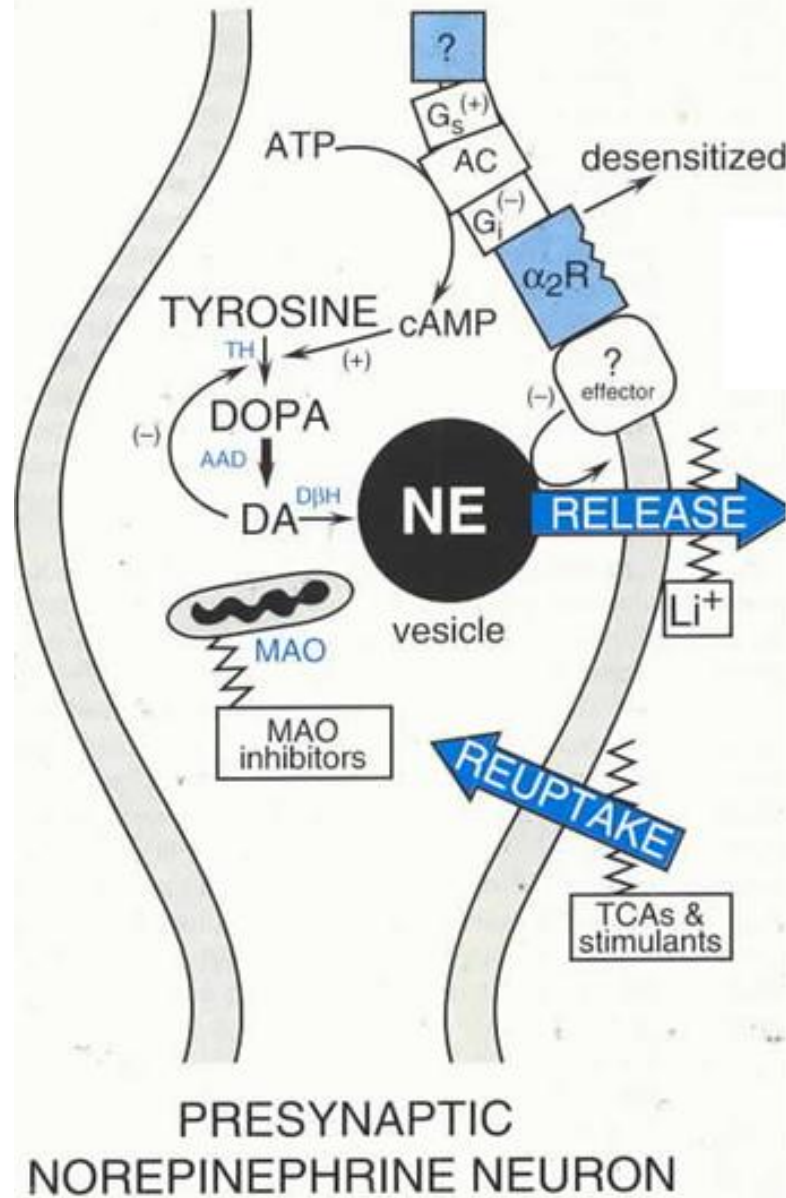 ?
Gs(+)
ATP
AC
desensitized
Gi(–)
α2R
TYROSINE
cAMP
TH
(+)
?
effector
(–)
DOPA
(–)
AAD
NE
RELEASE
DβH
DA
Li+
vesicle
MAO
MAO
inhibitors
REUPTAKE
TCAs &
stimulants
PRESYNAPTIC
NOREPINEPHRINE NEURON